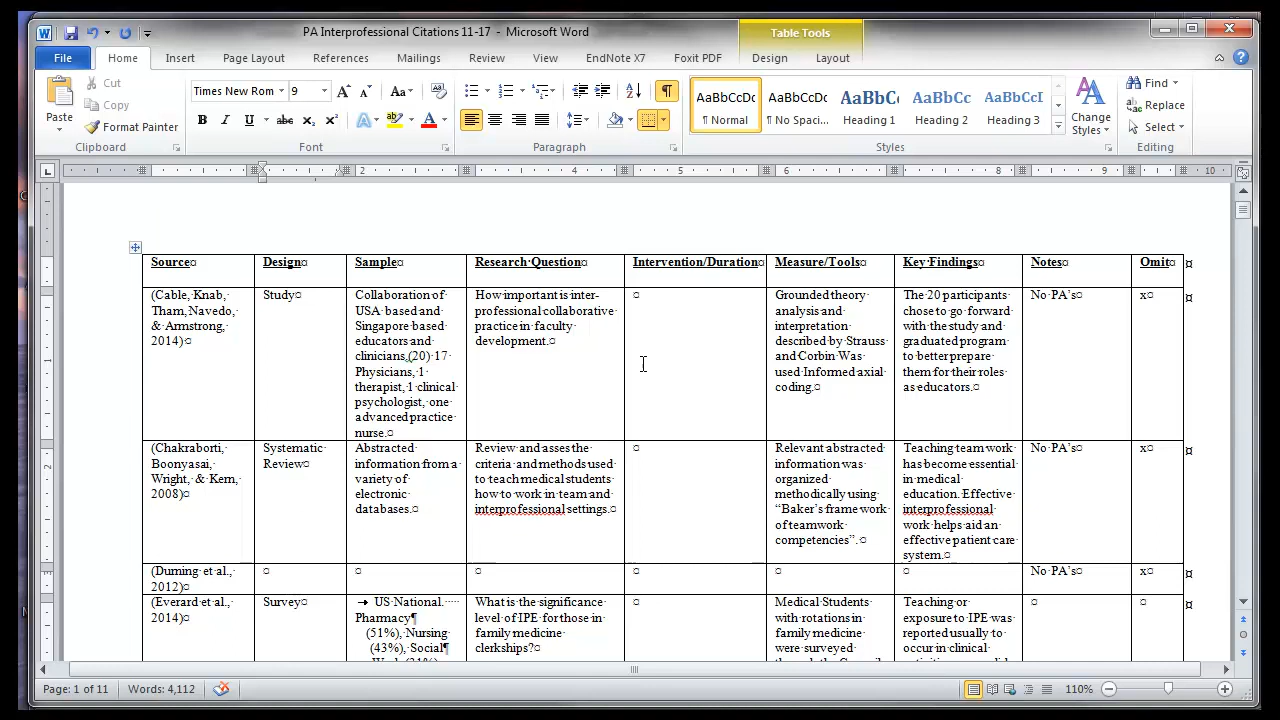 PA Interprofessional Citations 11-17 - Microsoft Word
Table Tools
File Home Insert Page Layout References Mailings Review View EndNote X7 Foxit PDF Design Layout
Paste
Cut
Copy
Format Painter
Clipboard
Times New Rom 9
Font
Paragraph
AaBbCcDc AaBbCcDc AaBbCc AaBbCc AaBbCcI
¶ Normal ¶ No Spaci... Heading 1 Heading 2 Heading 3
Change
Styles
Styles
Find
Replace
Select
Editing
2 4 5 6 8 9 10
Source¤ Design¤ Sample¤ Research·Question¤ Intervention/Duration¤ Measure/Tools¤ Key·Findings¤ Notes¤ Omit¤ ¤
(Cable,·Knab,·
Tham,·Navedo,·
&·Armstrong,·
2014)¤
Study¤
Collaboration·of·
USA·based·and·
Singapore·based·
educators·and·
clinicians,(20)·17·
Physicians,·1·
therapist,·1·clinical·
psychologist,·one·
advanced·practice·
nurse.¤
How·important·is·inter-
professional·collaborative·
practice·in·faculty·
development.¤
¤
Grounded·theory·
analysis·and·
interpretation·
described·by·Strauss·
and·Corbin·Was·
used·Informed·axial·
coding.¤
The·20·participants·
chose·to·go·forward·
with·the·study·and·
graduated·program·
to·better·prepare·
them·for·their·roles·
as·educators.¤
No·PA's¤
x¤
¤
(Chakraborti,·
Boonyasai,·
Wright,·&·Kern,·
2008)¤
Systematic·
Review¤
Abstracted·
information·from·a·
variety·of·
electronic·
databases.¤
Review·and·asses·the·
criteria·and·methods·used·
to·teach·medical·students·
how·to·work·in·team·and·
interprofessional·settings.¤
¤
Relevant·abstracted·
information·was·
organized·
methodically·using·
“Baker's·frame·work·
of·teamwork·
competencies”.·¤
Teaching·team·work·
has·become·essential·
in·medical·
education.·Effective·
interprofessional·
work·helps·aid·an·
effective·patient·care·
system.¤
No·PA's¤
x¤
¤
(Durning·et·al.,·
2012)¤
¤ ¤ ¤ ¤ ¤ ¤ No·PA's¤ x¤ ¤
(Everard·et·al.,·
2014)¤
Survey¤
→ US·National.·····
Pharmacy¶
(51%),·Nursing·
(43%),·Social¶
What·is·the·significance·
level·of·IPE·for·those·in·
family·medicine·
clerkships?¤
¤
Medical·Students·
with·rotations·in·
family·medicine·
were·surveyed·
Teaching·or·
exposure·to·IPE·was·
reported·usually·to·
occur·in·clinical·
¤ ¤ ¤
Page: 1 of 11 Words: 4,112 110%